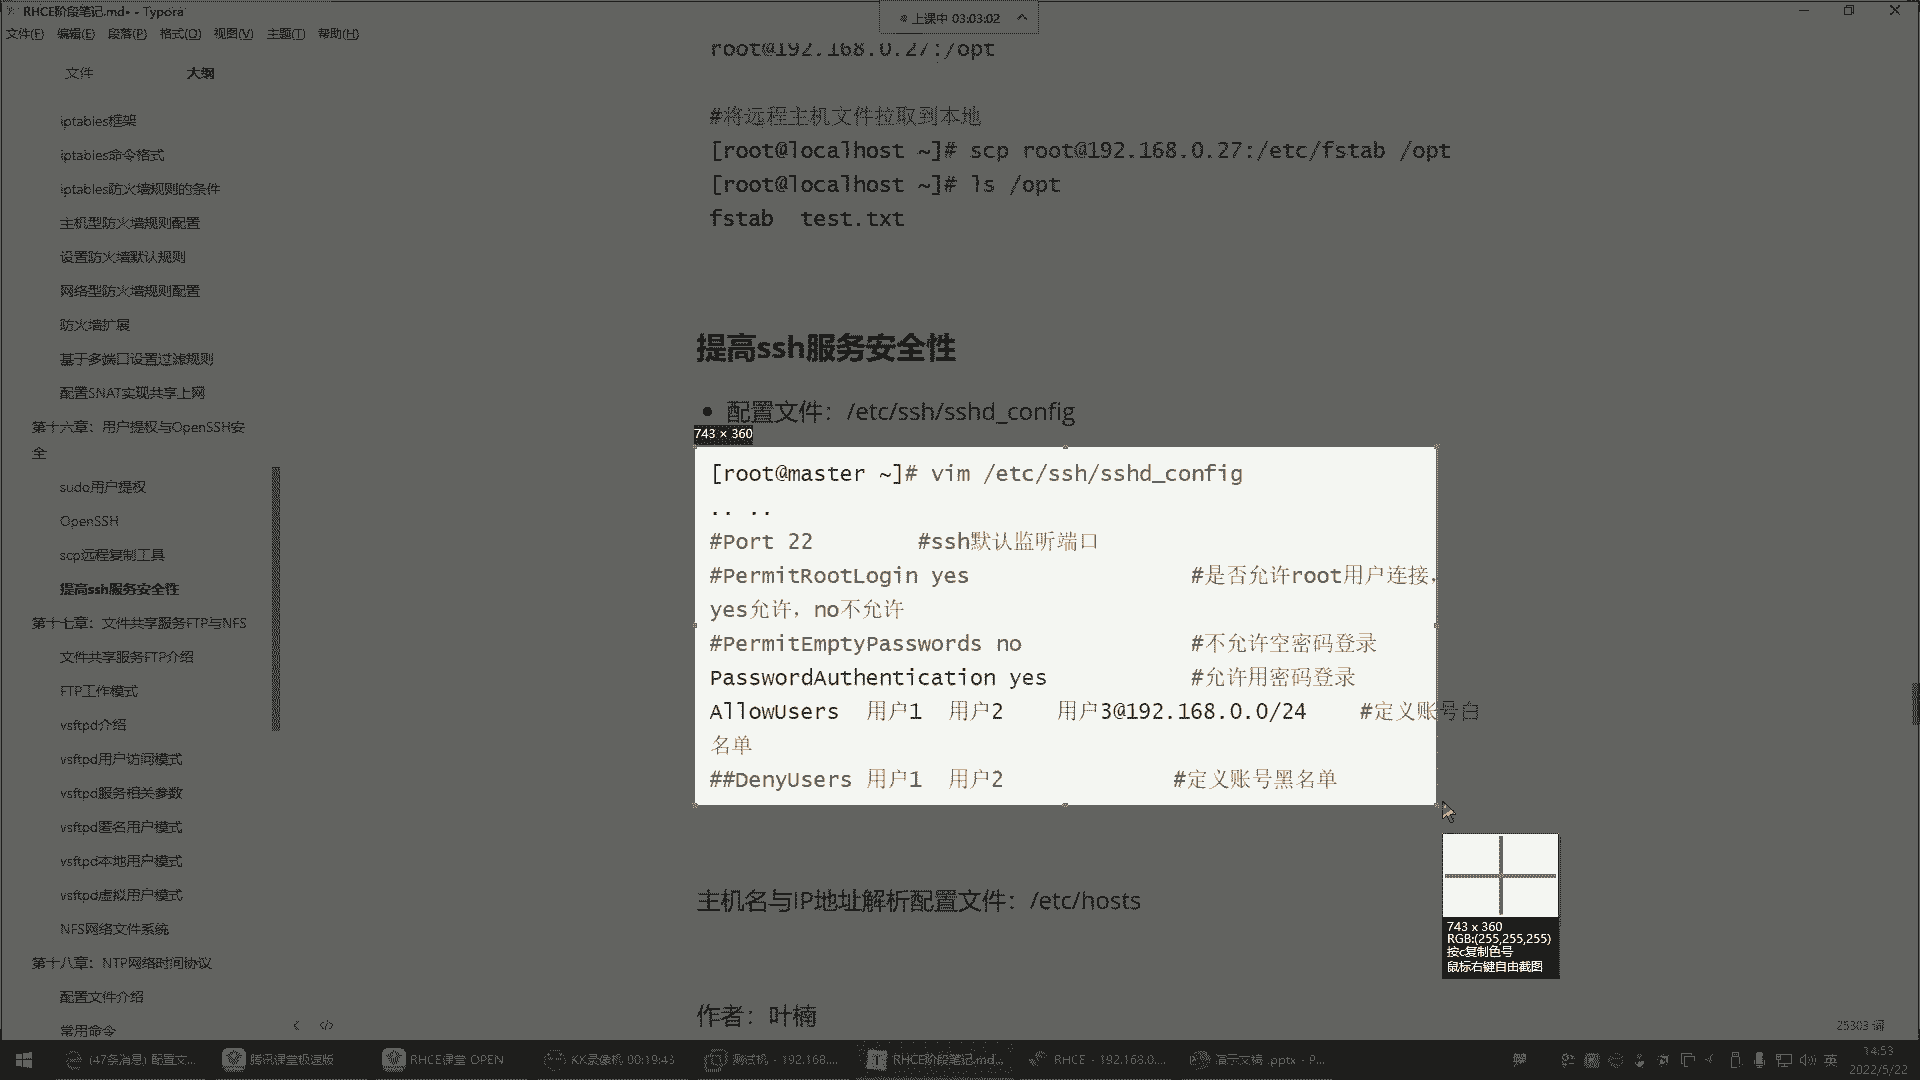 RHCE阶段笔记.md• - Typora
上课中 03:03:02
文件(F) 编辑(E) 段落(P) 格式(O) 视图(V) 主题(T) 帮助(H)
文件 大纲
iptables框架
iptables命令格式
iptables防火墙规则的条件
主机型防火墙规则配置
设置防火墙默认规则
网络型防火墙规则配置
防火墙扩展
基于多端口设置过滤规则
配置SNAT实现共享上网
第十六章：用户提权与OpenSSH安
全
sudo用户提权
OpenSSH
scp远程复制工具
提高ssh服务安全性
第十七章：文件共享服务FTP与NFS
文件共享服务FTP介绍
FTP工作模式
vsftpd介绍
vsftpd用户访问模式
vsftpd服务相关参数
vsftpd匿名用户模式
vsftpd本地用户模式
vsftpd虚拟用户模式
NFS网络文件系统
第十八章：NTP网络时间协议
配置文件介绍
常用命令
root@192.168.0.27:/opt
#将远程主机文件拉取到本地
[root@localhost ~]# scp root@192.168.0.27:/etc/fstab /opt
[root@localhost ~]# ls /opt
fstab  test.txt
提高ssh服务安全性
• 配置文件：/etc/ssh/sshd_config
743 × 360
[root@master ~]# vim /etc/ssh/sshd_config
.. ..
#Port 22 #ssh默认监听端口
#PermitRootLogin yes #是否允许root用户连接，
yes允许，no不允许
#PermitEmptyPasswords no #不允许空密码登录
PasswordAuthentication yes #允许用密码登录
AllowUsers 用户1 用户2 用户3@192.168.0.0/24 #定义账号白
名单
##DenyUsers 用户1 用户2 #定义账号黑名单
743 x 360
RGB:(255,255,255)
按c复制色号
鼠标右键自由截图
主机名与IP地址解析配置文件：/etc/hosts
作者：叶楠
25303 词
(47条消息) 配置文... 腾讯课堂极速版 RHCE课堂 OPEN KK录像机 00:19:43 测试机 - 192.168.... RHCE阶段笔记.md... RHCE - 192.168.0.... 演示文稿 .pptx - P... 英
14:53
2022/5/22